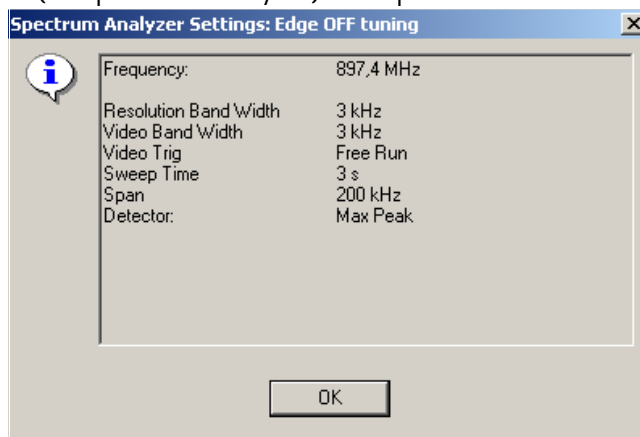 Spectrum Analyzer Settings: Edge OFF tuning
Frequency: 897,4 MHz
Resolution Band Width 3 kHz
Video Band Width 3 kHz
Video Trig Free Run
Sweep Time 3 s
Span 200 kHz
Detector: Max Peak
OK